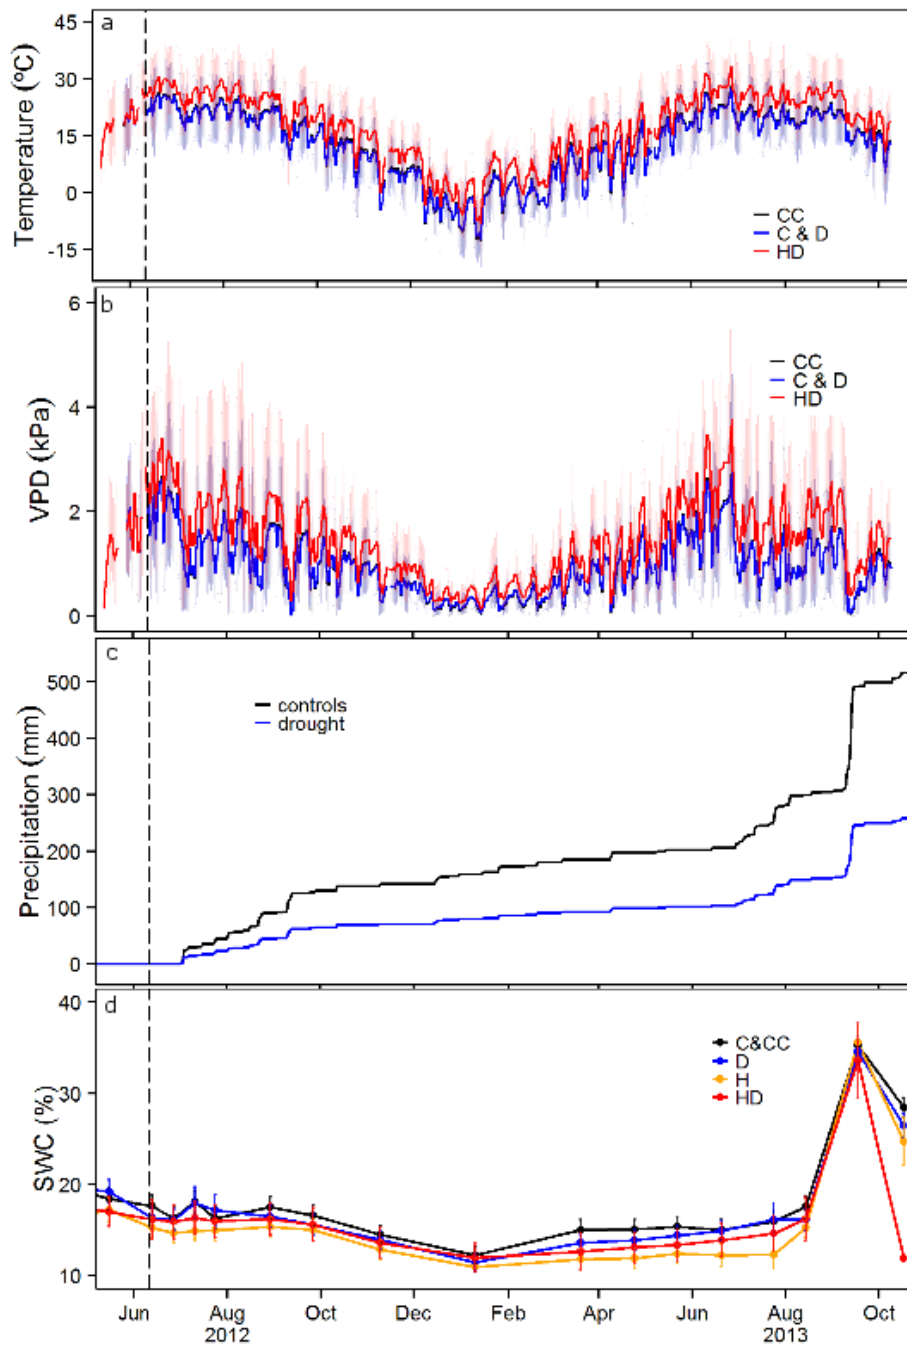 a
45
30
15
0
-15
Temperature (ºC)
CC
C & D
HD
b
6
4
2
0
VPD (kPa)
CC
C & D
HD
c
500
400
300
200
100
0
Precipitation (mm)
controls
drought
d
40
30
20
10
SWC (%)
C&CC
D
H
HD
Jun Aug Oct Dec Feb Apr Jun Aug Oct
2012 2013